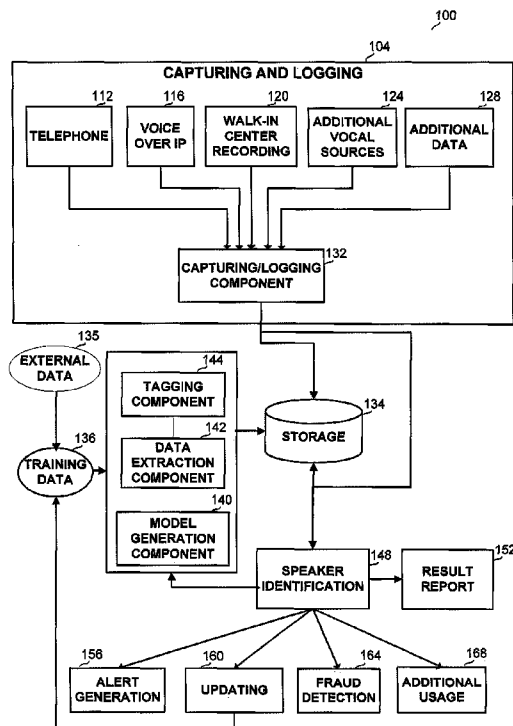 100
104
CAPTURING AND LOGGING
112
116
120
124
128
TELEPHONE
VOICE
OVER IP
WALK-IN
CENTER
RECORDING
ADDITIONAL
VOCAL
SOURCES
ADDITIONAL
DATA
132
CAPTURING/LOGGING
COMPONENT
135
EXTERNAL
DATA
136
TRAINING
DATA
144
TAGGING
COMPONENT
142
DATA
EXTRACTION
COMPONENT
140
MODEL
GENERATION
COMPONENT
134
STORAGE
148
SPEAKER
IDENTIFICATION
152
RESULT
REPORT
156
ALERT
GENERATION
160
UPDATING
164
FRAUD
DETECTION
168
ADDITIONAL
USAGE